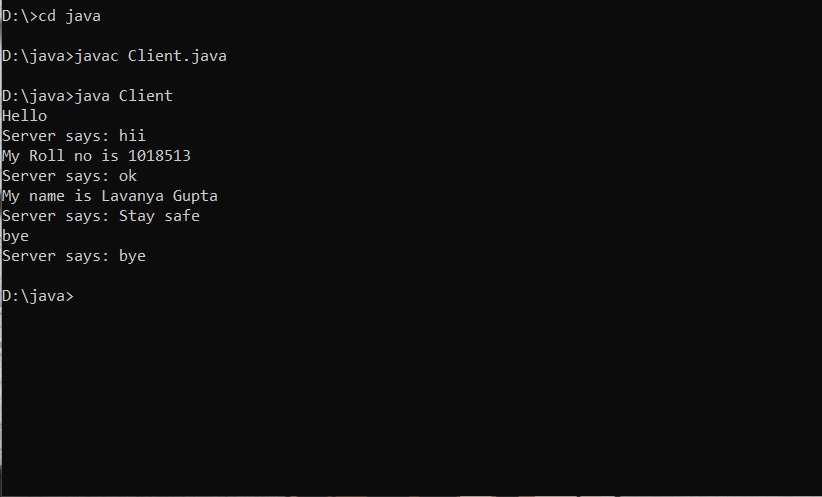 D:\>cd java
D:\java>javac Client.java
D:\java>java Client
Hello
Server says: hii
My Roll no is 1018513
Server says: ok
My name is Lavanya Gupta
Server says: Stay safe
bye
Server says: bye
D:\java>